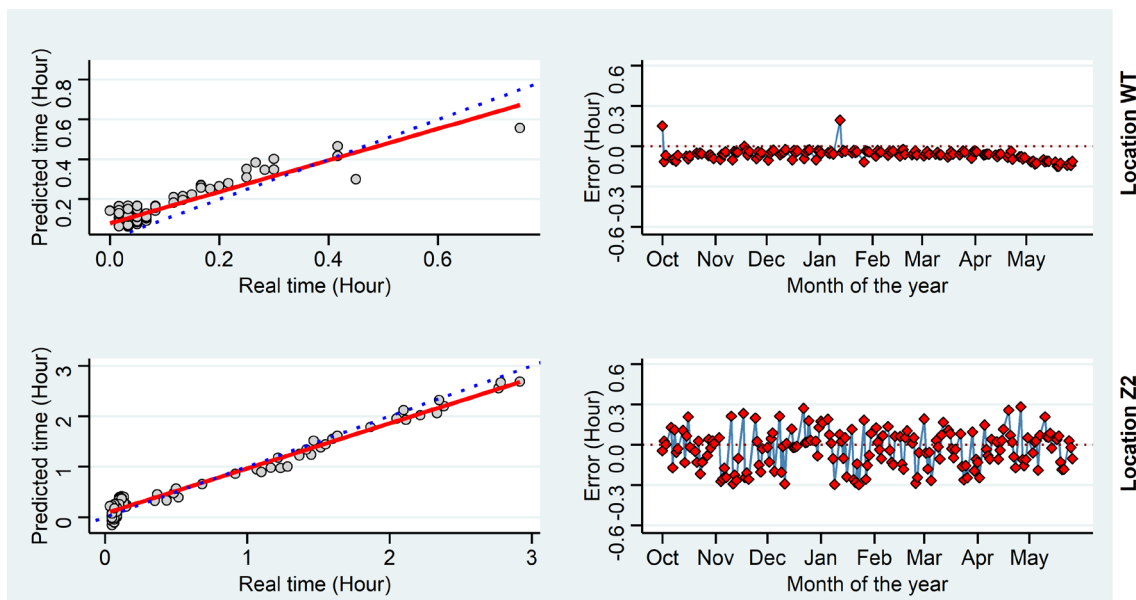 Predicted time (Hour)
0.8
0.6
0.4
0.2
0.0 0.2 0.4 0.6
Real time (Hour)
Error (Hour)
0.6
0.3
0.0
-0.3
-0.6
Oct Nov Dec Jan Feb Mar Apr May
Month of the year
Location WT
Predicted time (Hour)
3
2
1
0
0 1 2 3
Real time (Hour)
Error (Hour)
0.6
0.3
0.0
-0.3
-0.6
Oct Nov Dec Jan Feb Mar Apr May
Month of the year
Location Z2